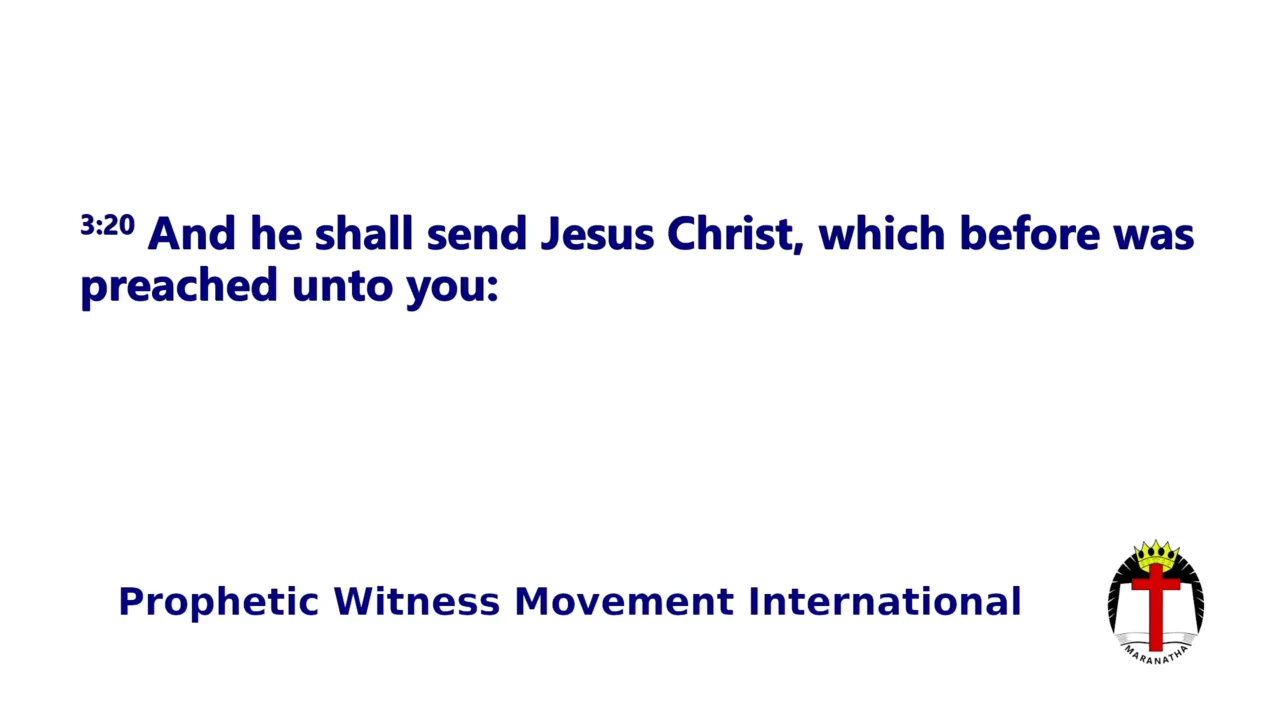 3:20 And he shall send Jesus Christ, which before was
preached unto you:
Prophetic Witness Movement International
MARANATHA